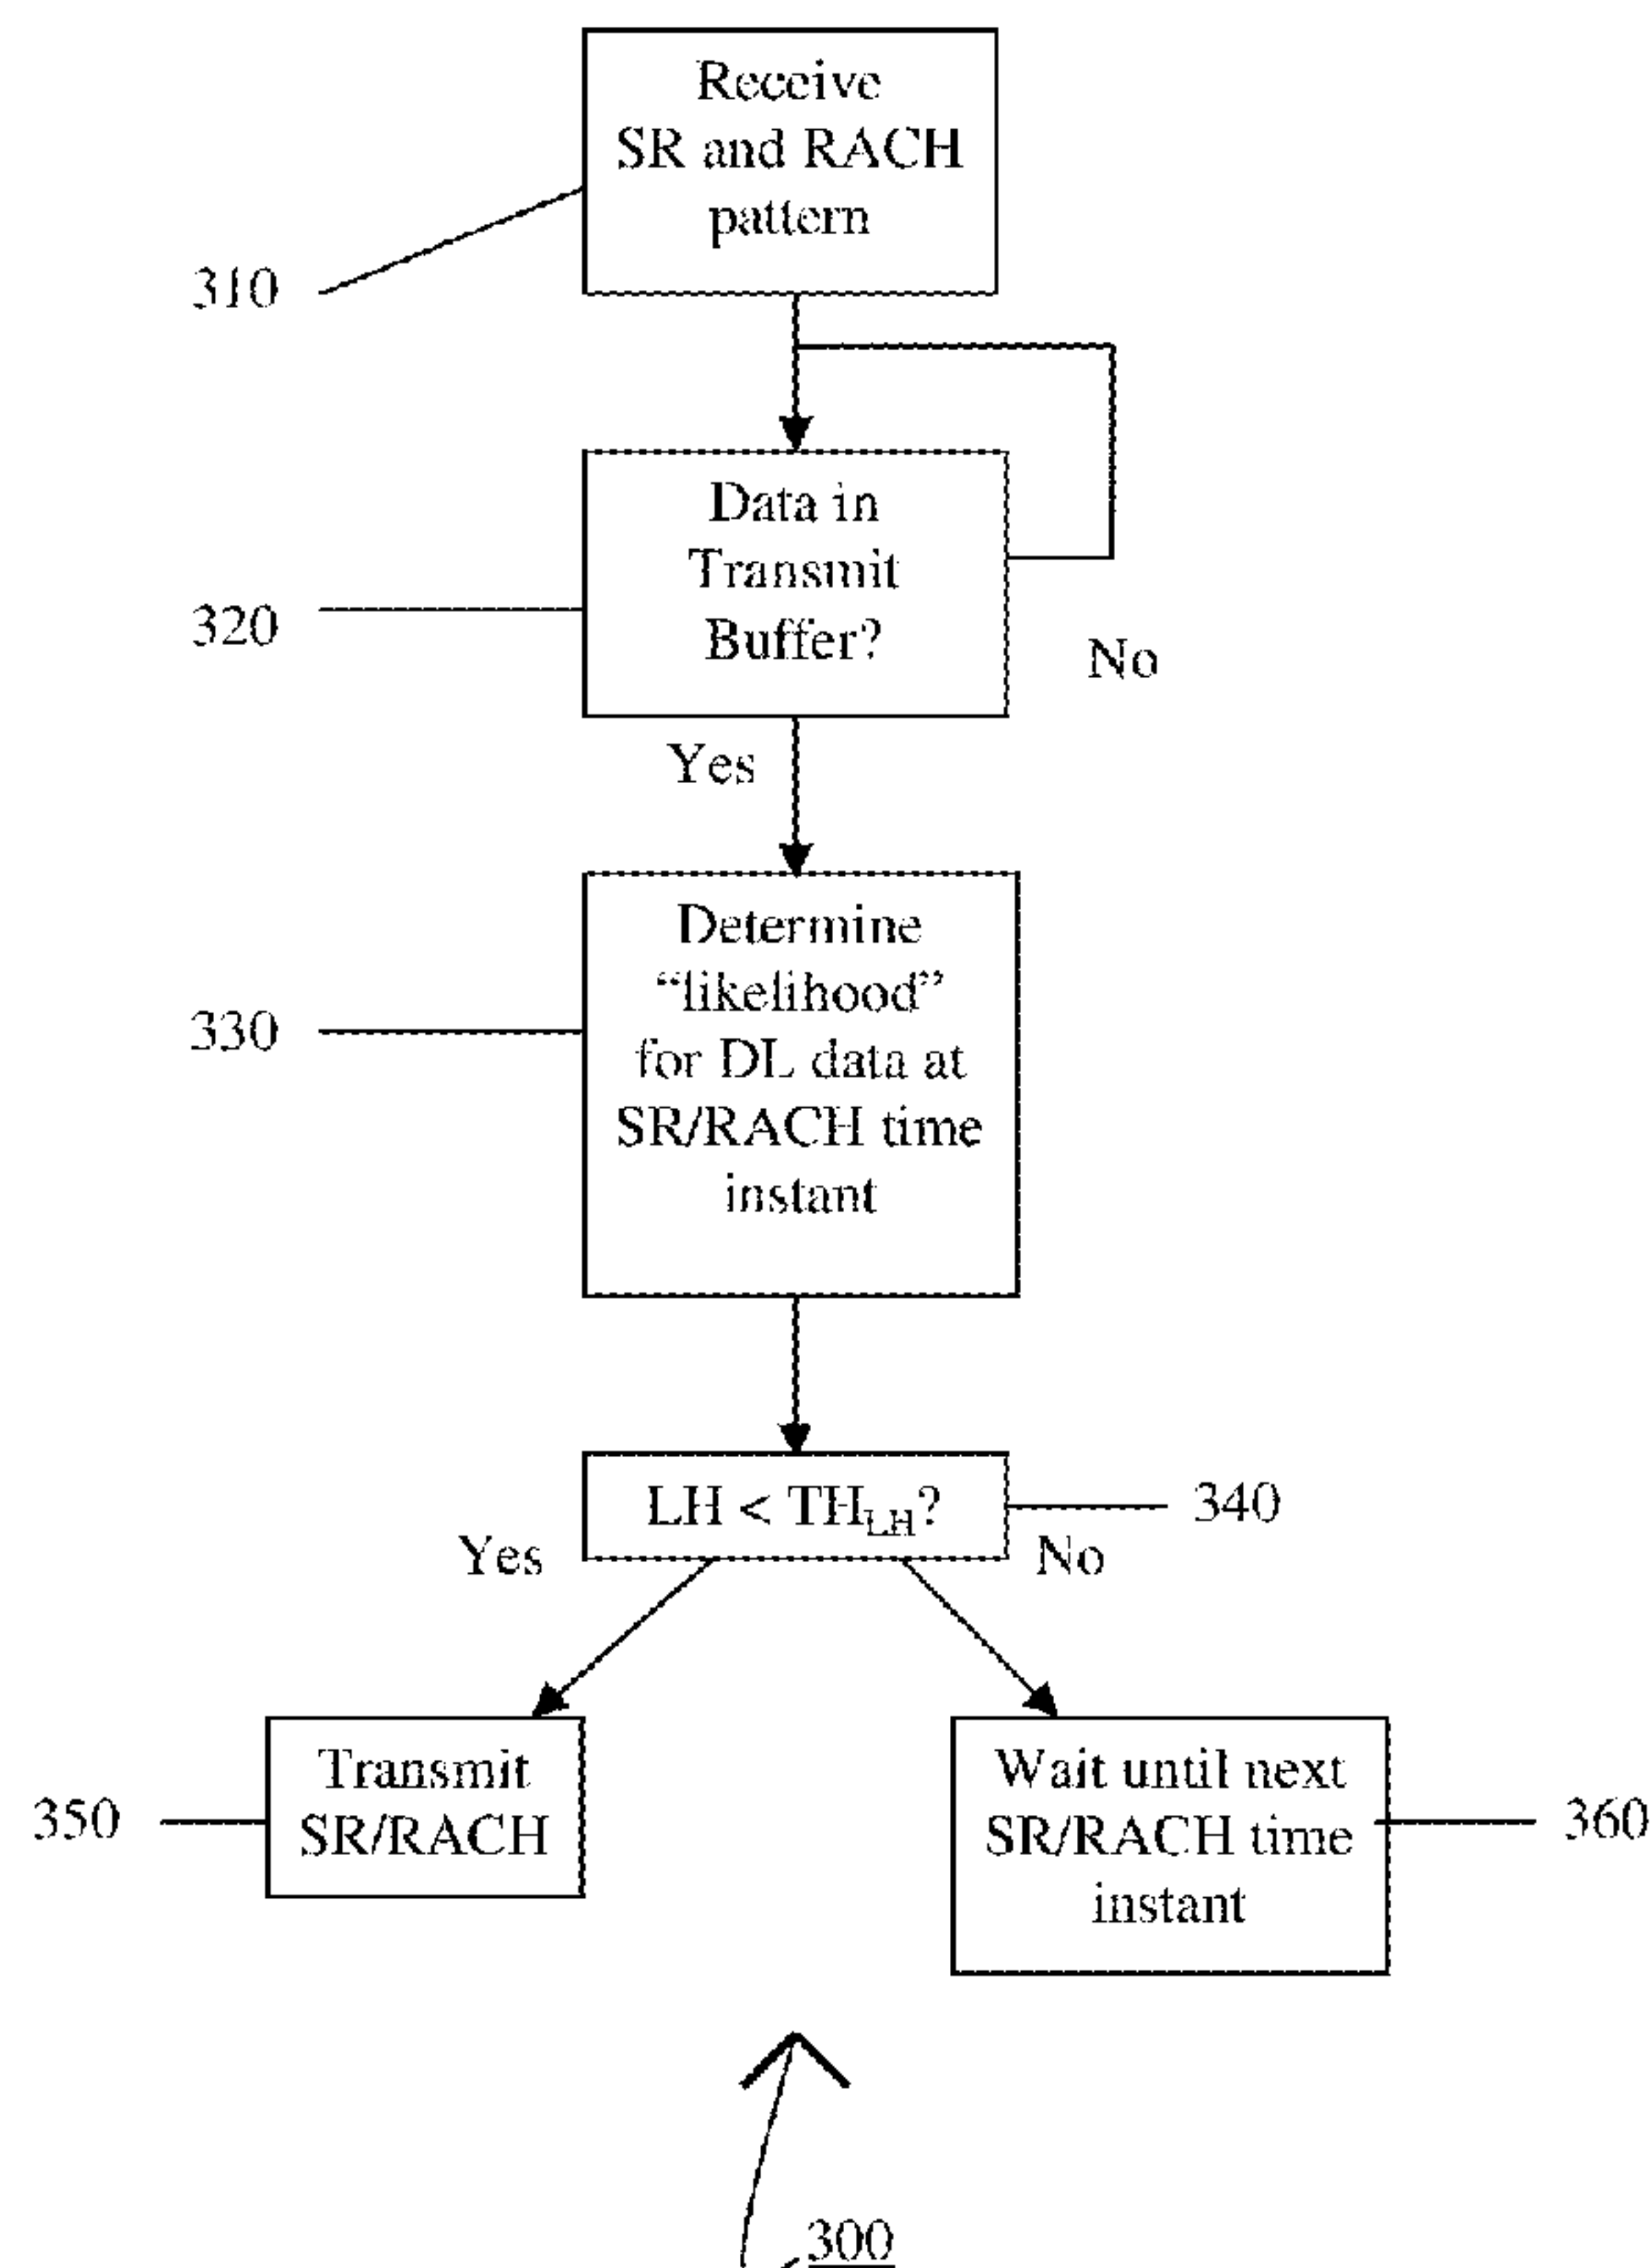 Receive
SR and RACH
pattern
310
Data in
Transmit
Buffer?
320
No
Yes
Determine
“likelihood”
for DL data at
SR/RACH time
instant
330
LH < TH_LH?
340
Yes
No
Transmit
SR/RACH
350
Wait until next
SR/RACH time
instant
360
300